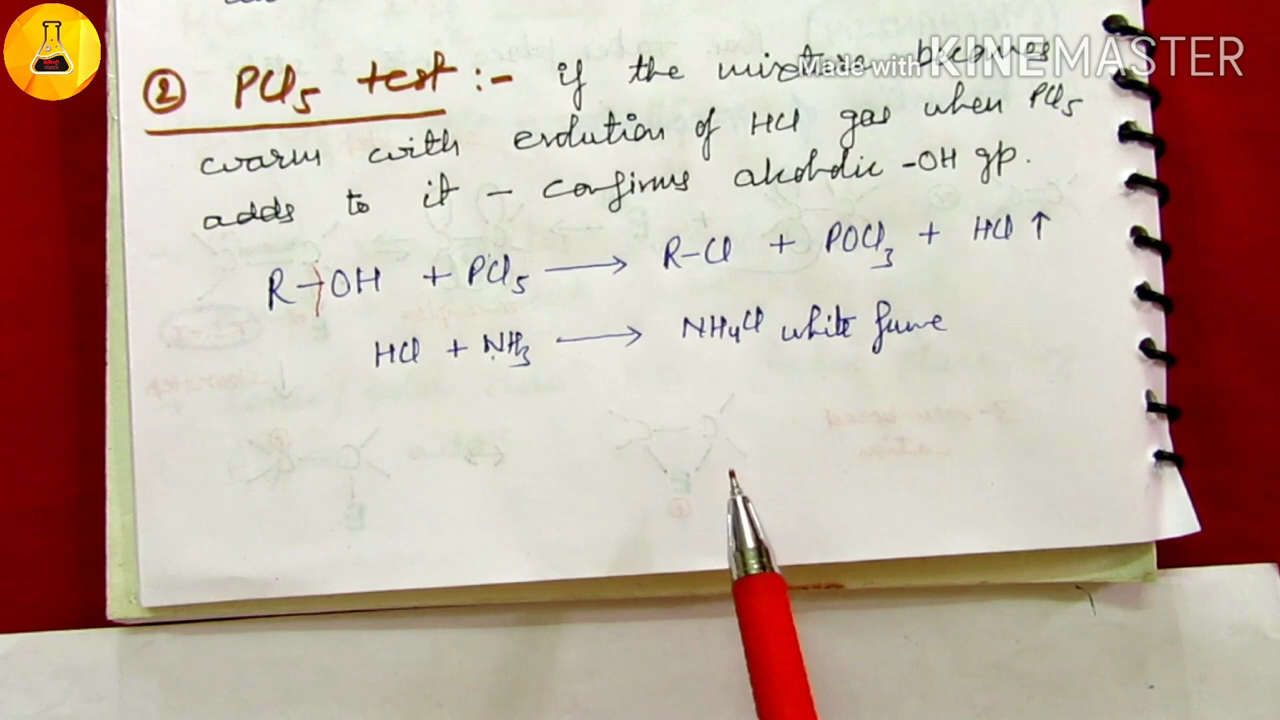 ② PCl₅ test :- if the mixture becomes
warm with evolution of HCl gas when PCl₅
adds to it - confirms alcoholic -OH gp.
R-OH + PCl₅ ⟶ R-Cl + POCl₃ + HCl ↑
HCl + NH₃ ⟶ NH₄Cl white fume
Made with KINEMASTER